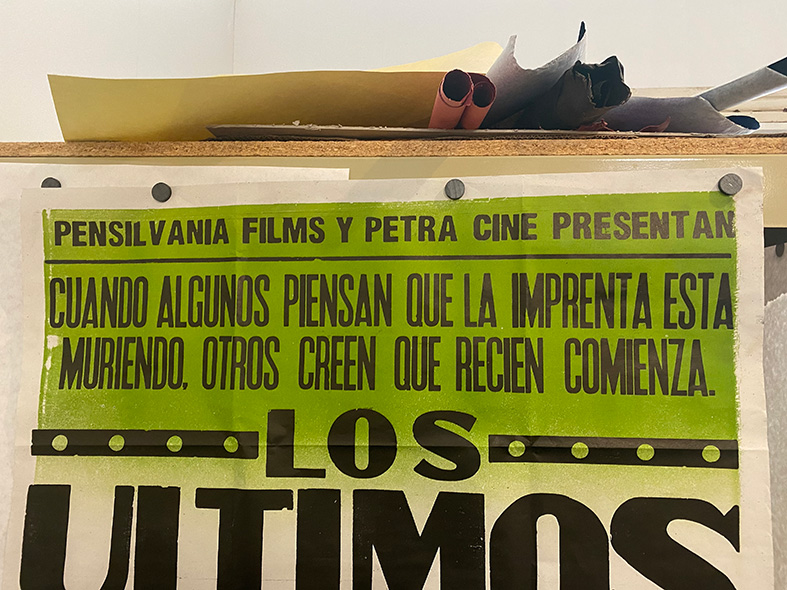 PENSILVANIA FILMS Y PETRA CINE PRESENTAN
CUANDO ALGUNOS PIENSAN QUE LA IMPRENTA ESTA
MURIENDO, OTROS CREEN QUE RECIEN COMIENZA.
LOS
ULTIMOS